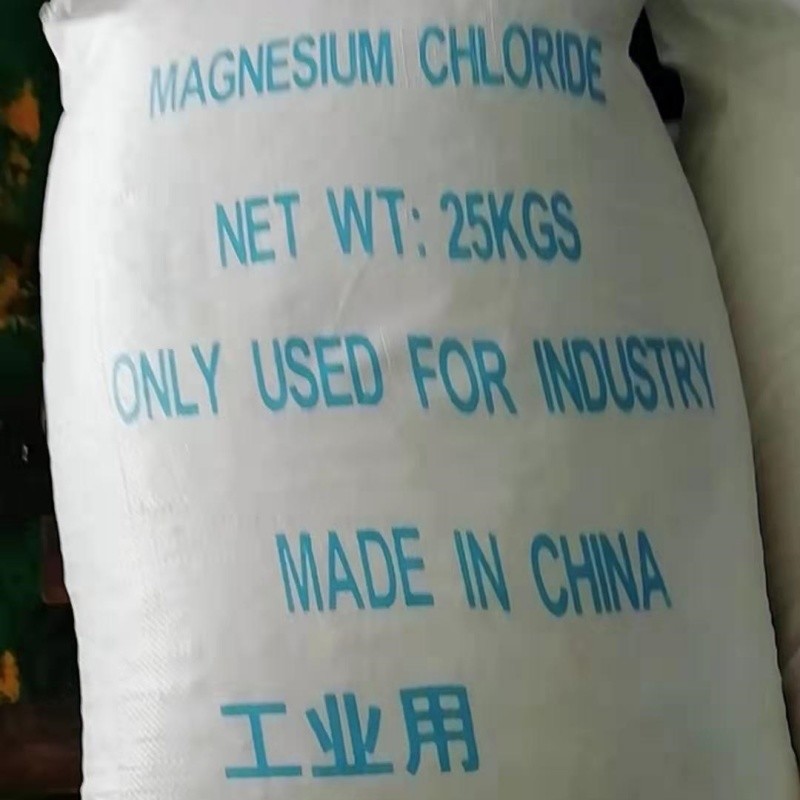 MAGNESIUM CHLORIDE
NET WT: 25KGS
ONLY USED FOR INDUSTRY
MADE IN CHINA
工业用